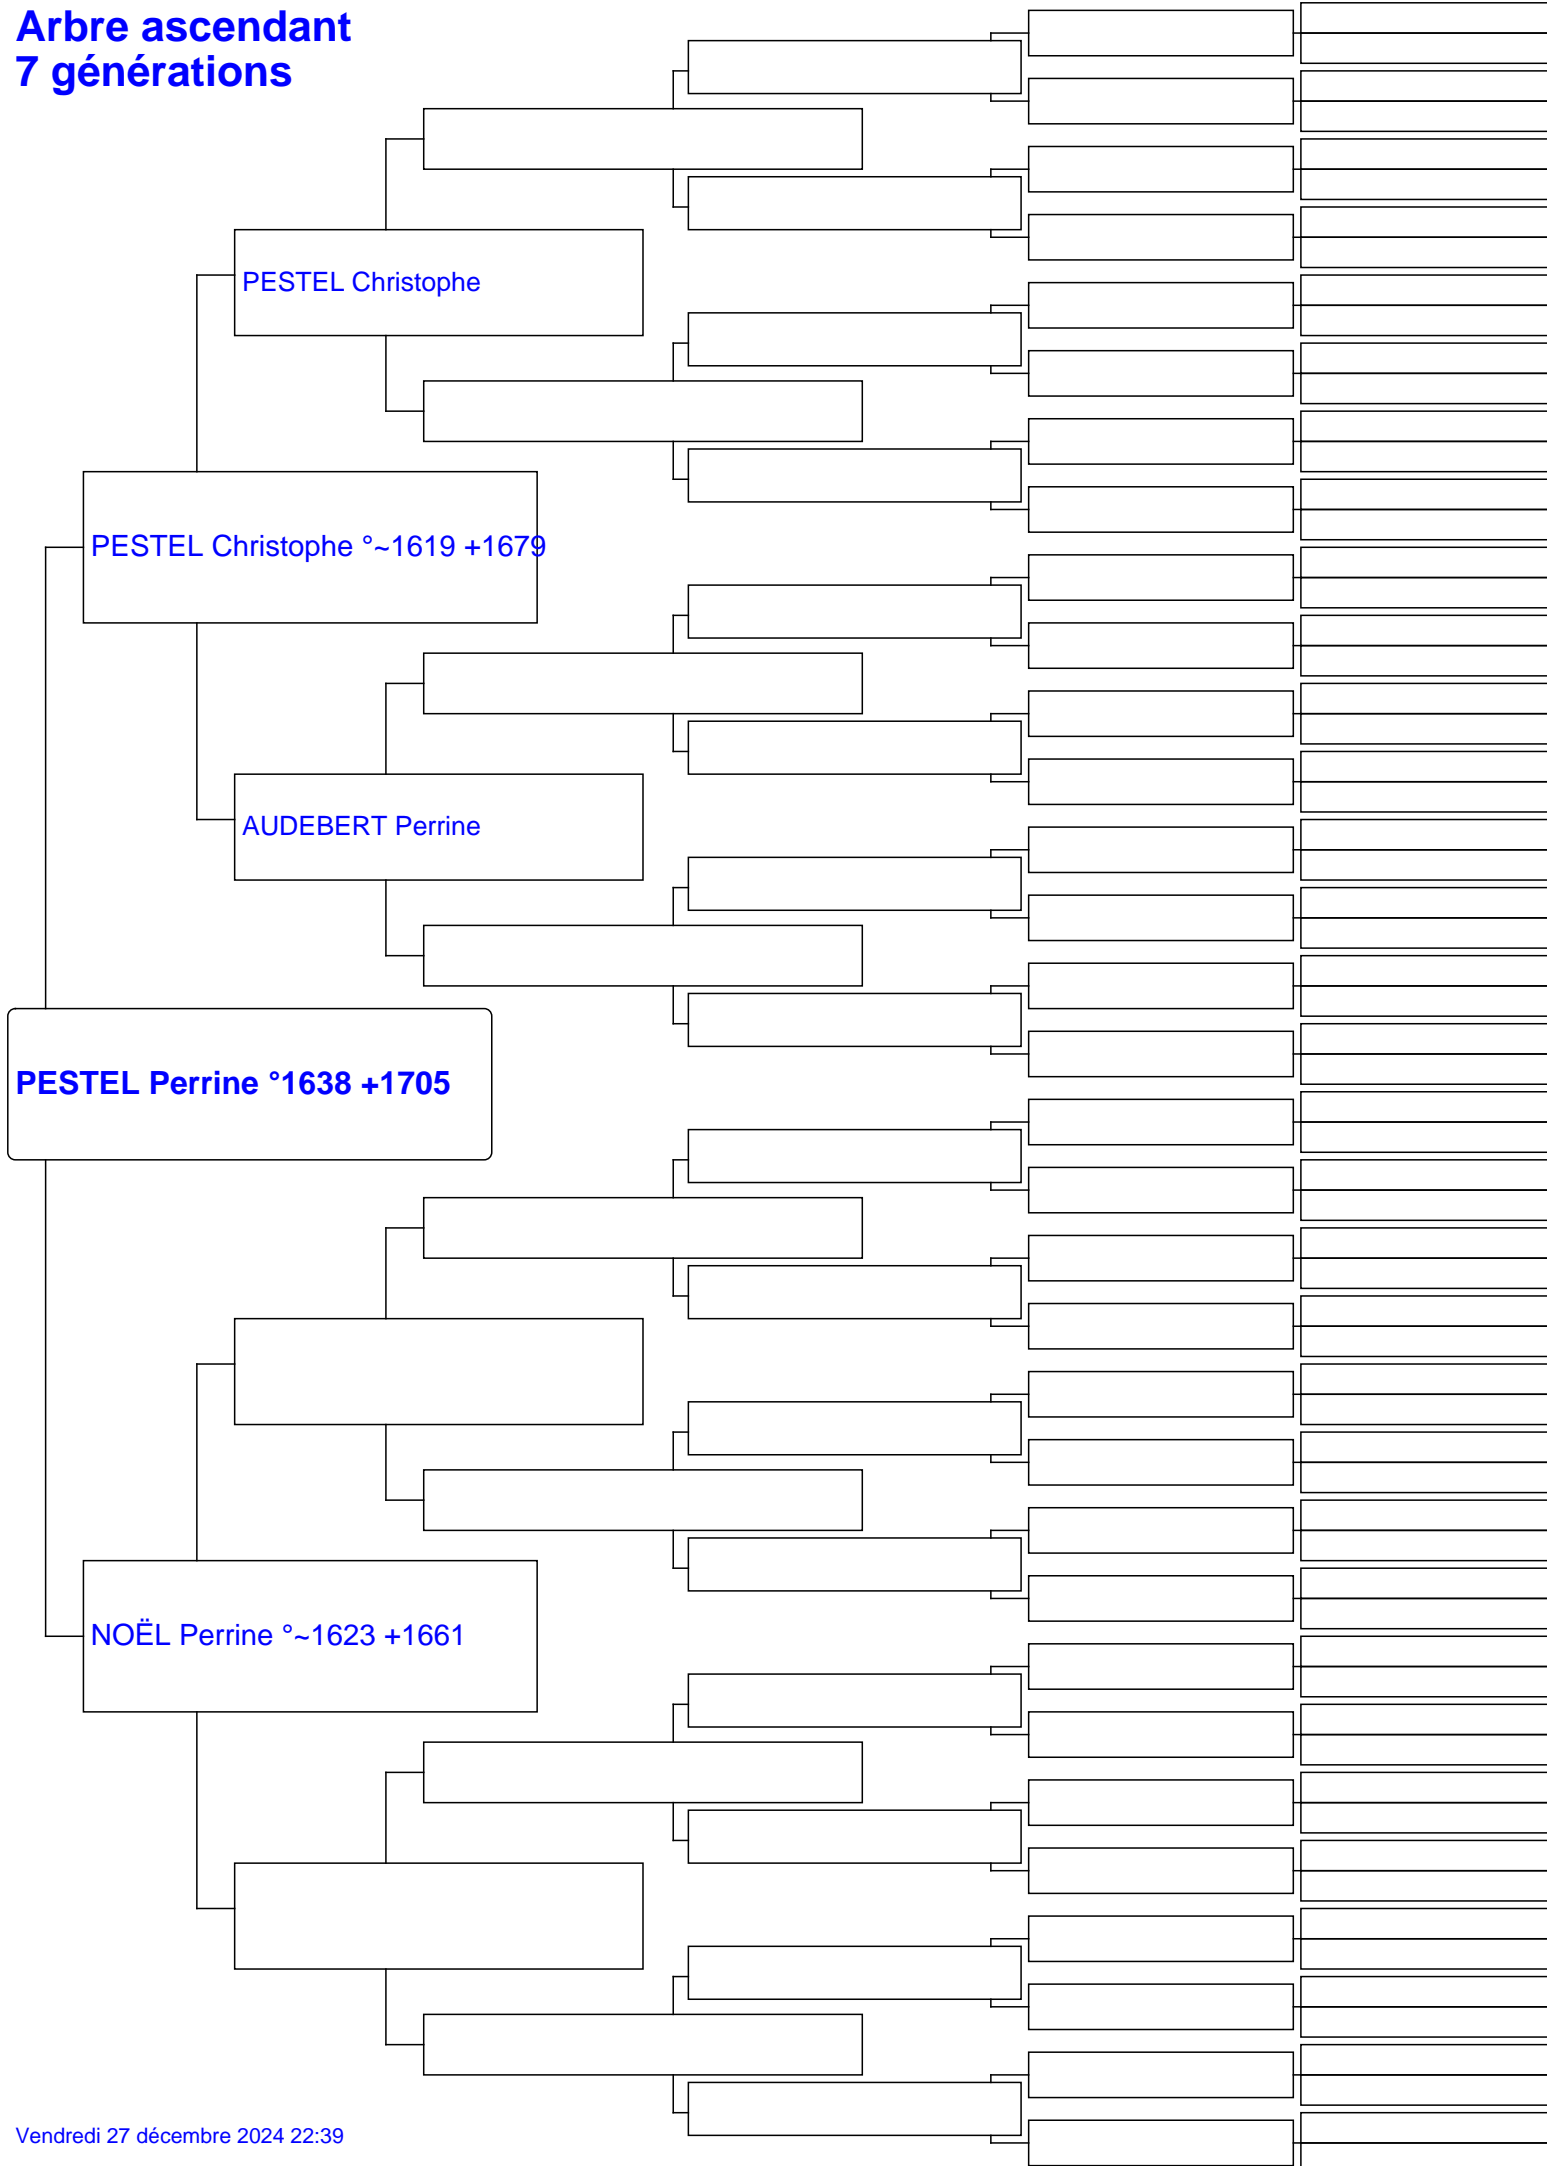 Arbre ascendant
7 générations
PESTEL Christophe
PESTEL Christophe °~1619 +1679
AUDEBERT Perrine
PESTEL Perrine °1638 +1705
NOËL Perrine °~1623 +1661
Vendredi 27 décembre 2024 22:39